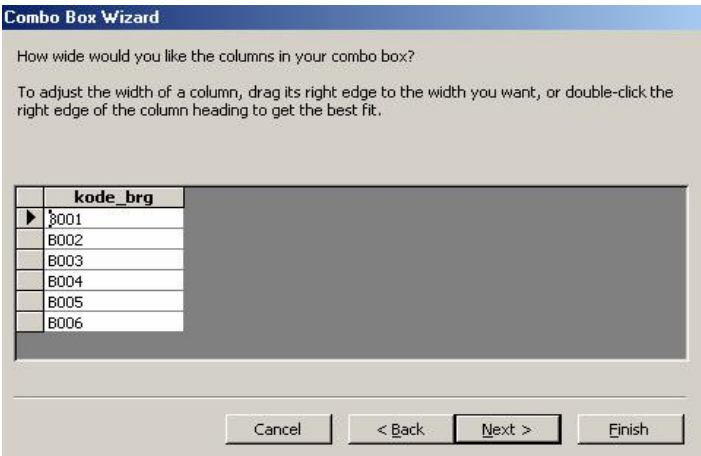 Combo Box Wizard
How wide would you like the columns in your combo box?
To adjust the width of a column, drag its right edge to the width you want, or double-click the
right edge of the column heading to get the best fit.
kode_brg
B001
B002
B003
B004
B005
B006
Cancel
< Back
Next >
Finish